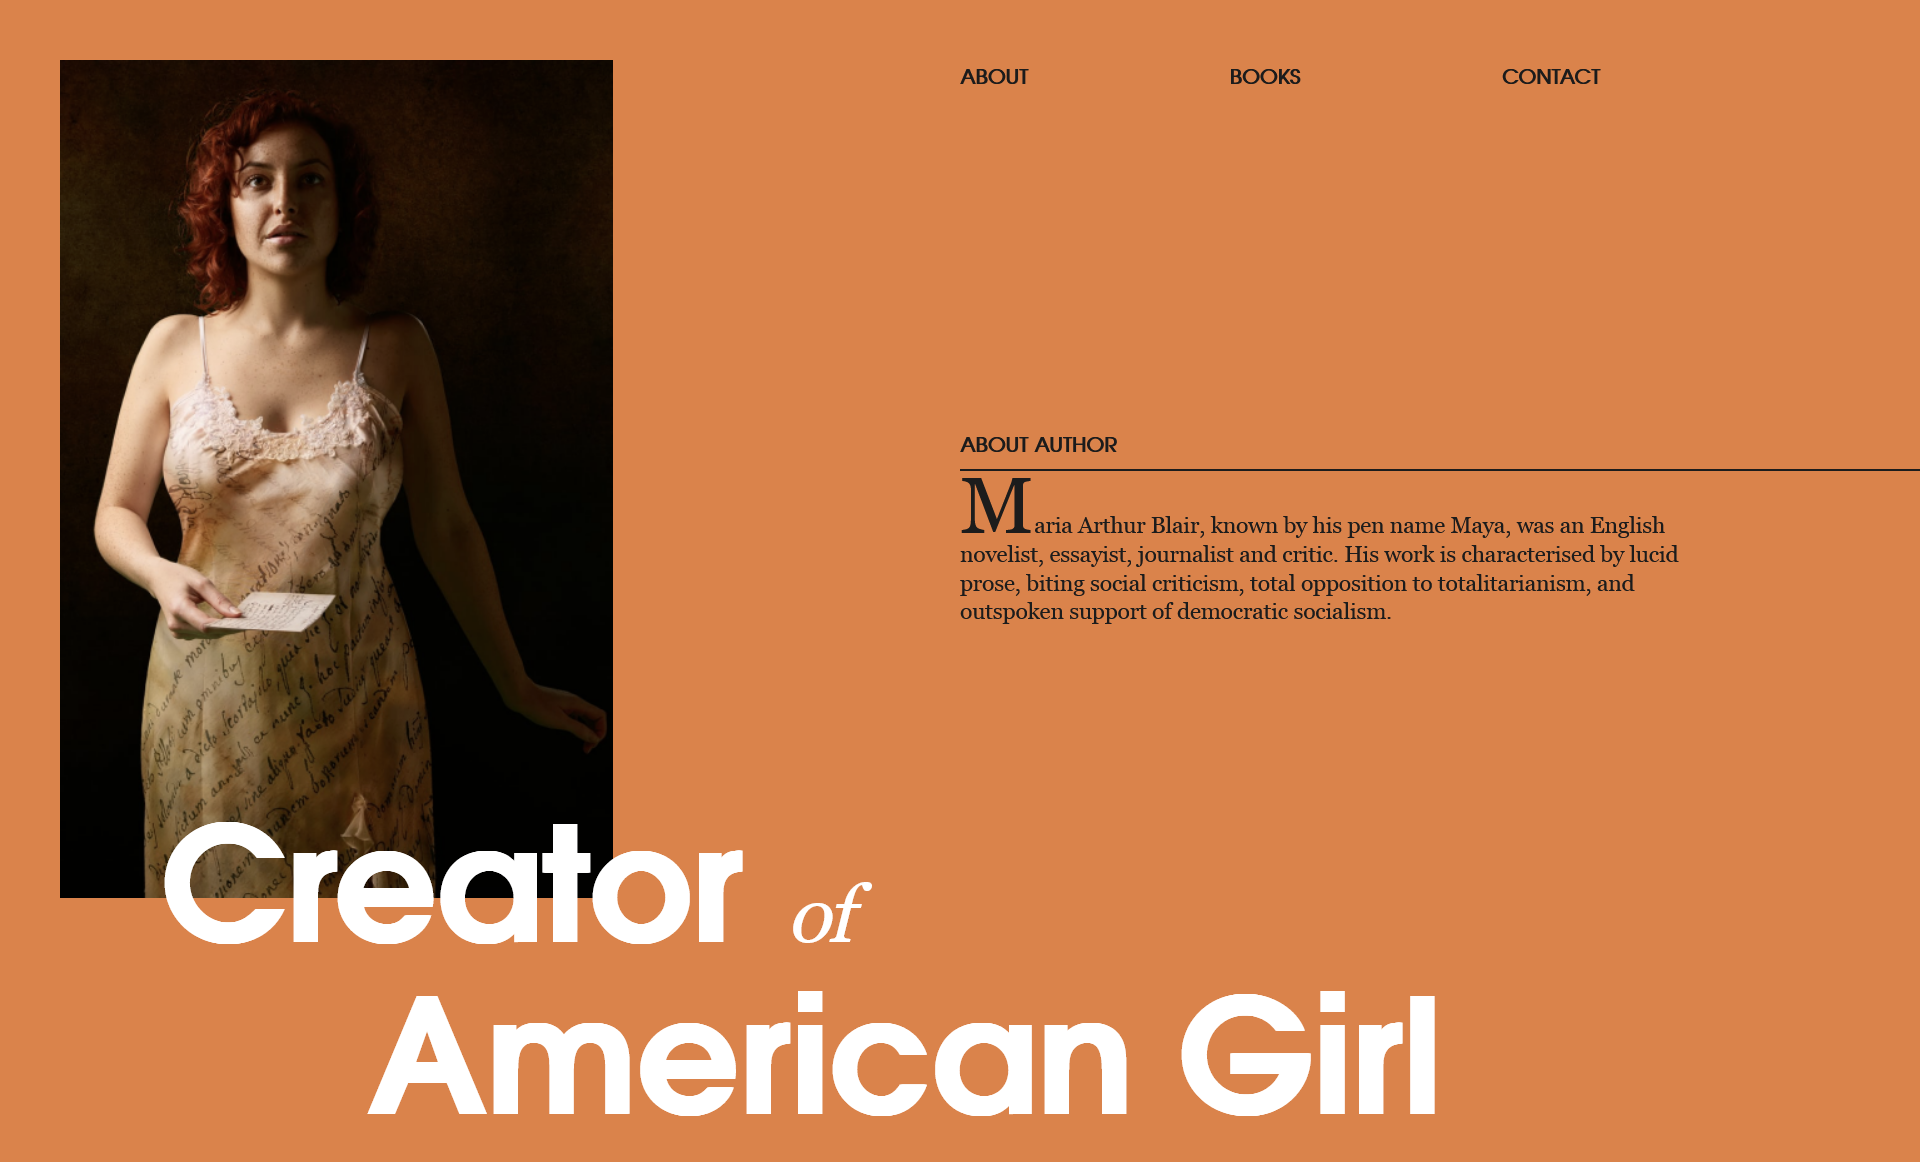 ABOUT BOOKS CONTACT
ABOUT AUTHOR
Maria Arthur Blair, known by his pen name Maya, was an English
novelist, essayist, journalist and critic. His work is characterised by lucid
prose, biting social criticism, total opposition to totalitarianism, and
outspoken support of democratic socialism.
Creator of
American Girl